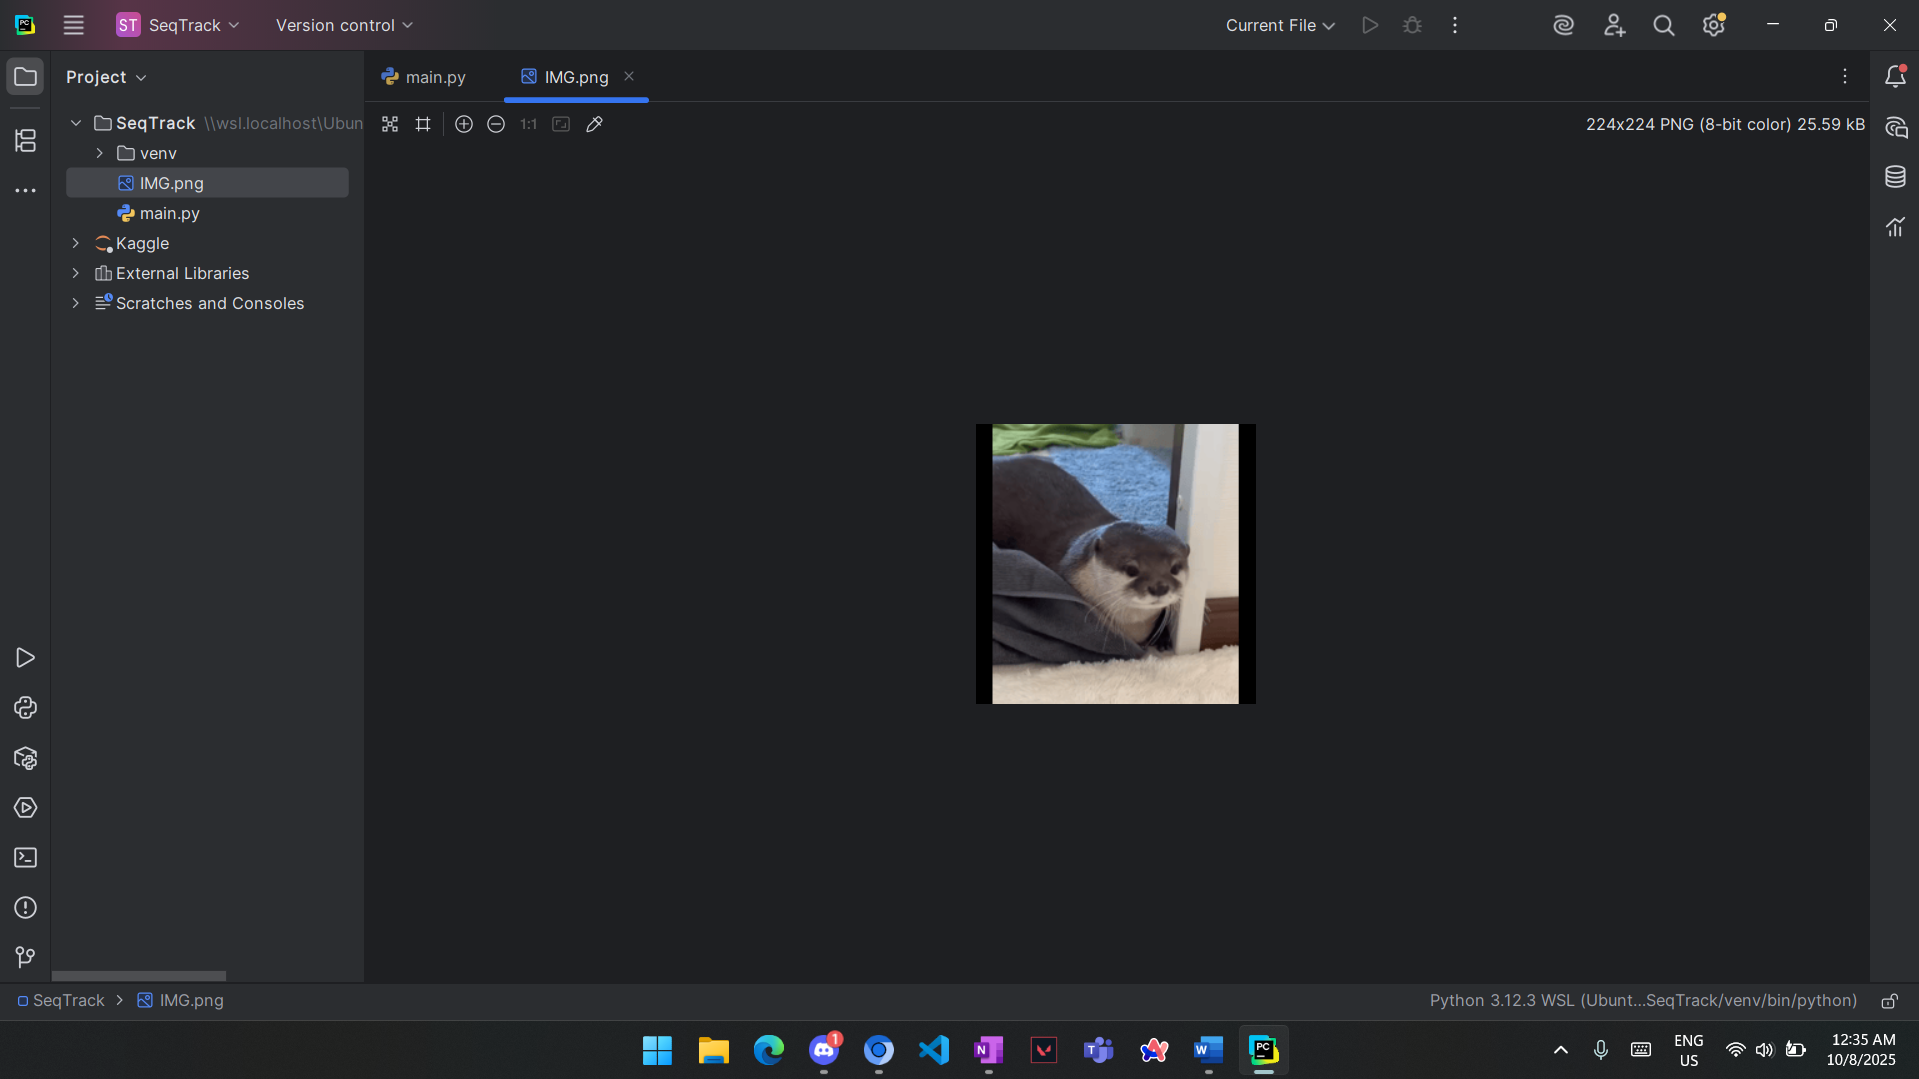 PC
ST SeqTrack
Version control
Current File
Project
main.py
IMG.png
SeqTrack \\wsl.localhost\Ubun
venv
IMG.png
main.py
Kaggle
External Libraries
Scratches and Consoles
1:1
224x224 PNG (8-bit color) 25.59 kB
SeqTrack
IMG.png
Python 3.12.3 WSL (Ubunt...SeqTrack/venv/bin/python)
1
N
T
W
PC
ENG
US
12:35 AM
10/8/2025